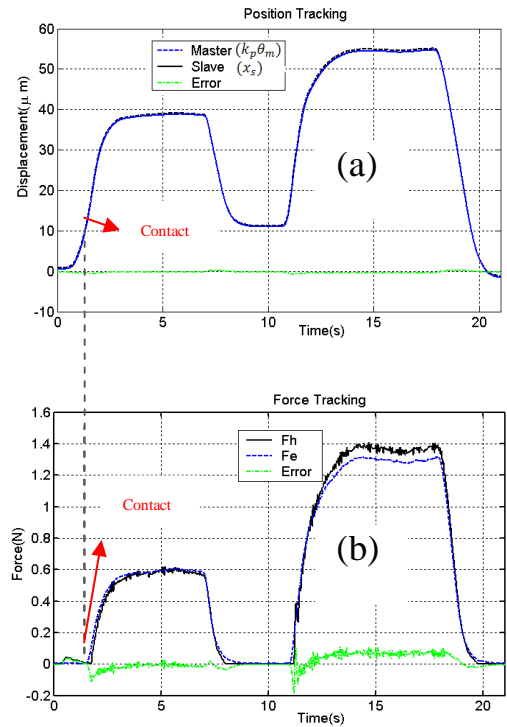 Position Tracking
60
50
40
30
20
10
0
-10
Displacement(μ m)
Master (kₚθₘ)
Slave (xₛ)
Error
(a)
Contact
0 5 10 15 20
Time(s)
Force Tracking
1.6
1.4
1.2
1
0.8
0.6
0.4
0.2
0
-0.2
Force(N)
Fh
Fe
Error
Contact
(b)
0 5 10 15 20
Time(s)